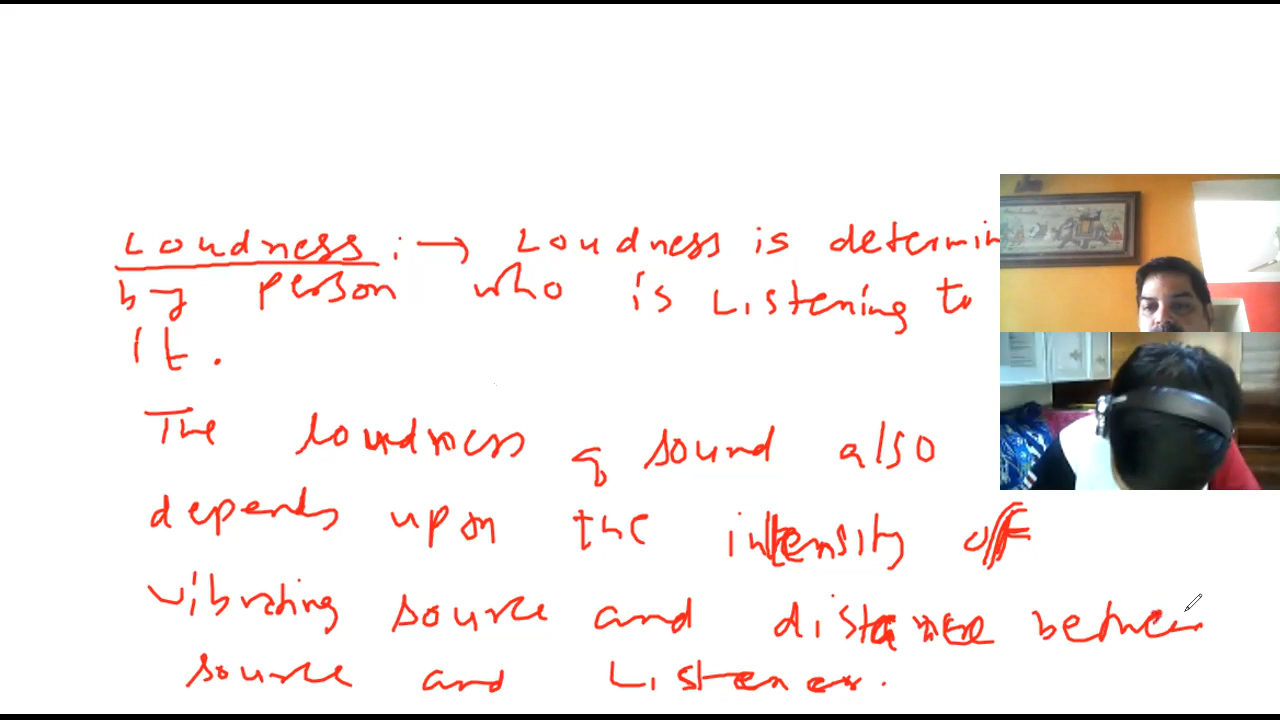 Loudness : → Loudness is determin
by person who is Listening to
it.
The loudness of sound also
depends upon the intensity of
vibrating source and distance between
source and Listener.